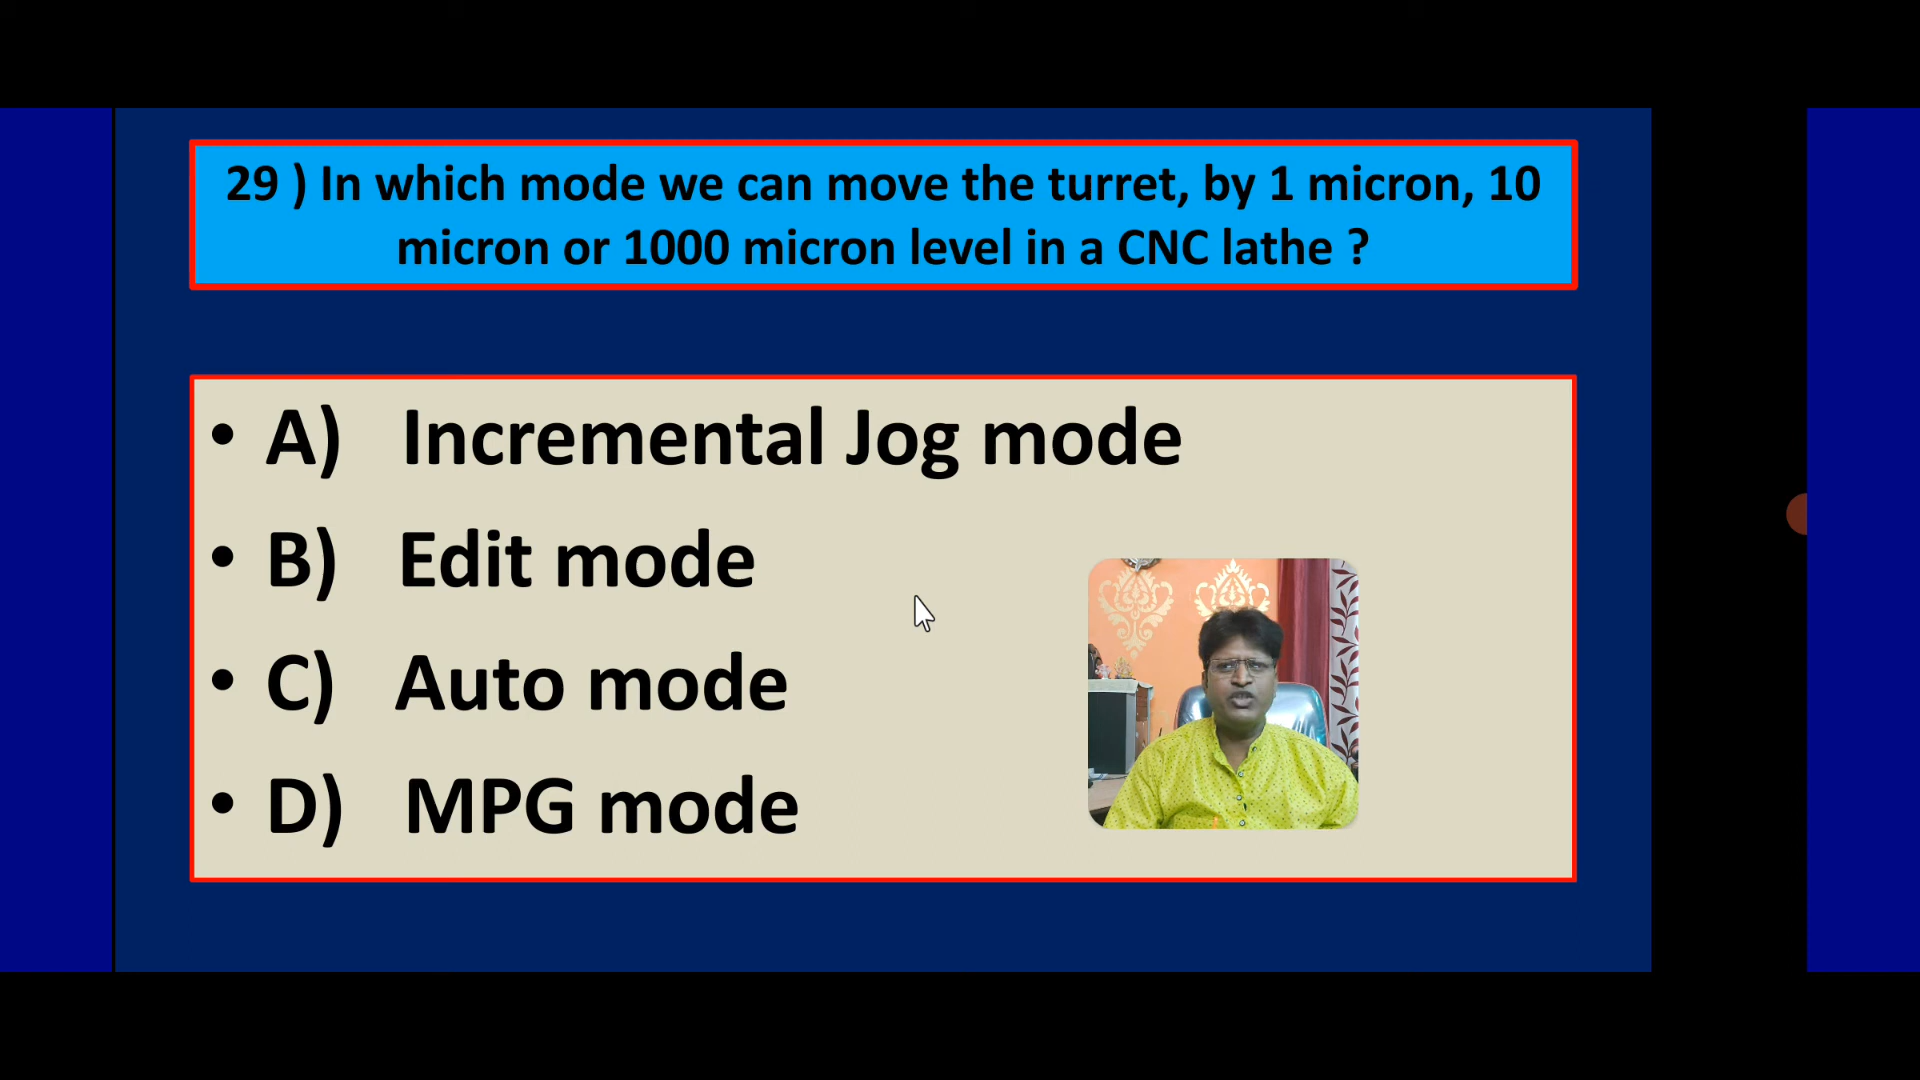 29 ) In which mode we can move the turret, by 1 micron, 10
micron or 1000 micron level in a CNC lathe ?
• A) Incremental Jog mode
• B) Edit mode
• C) Auto mode
• D) MPG mode